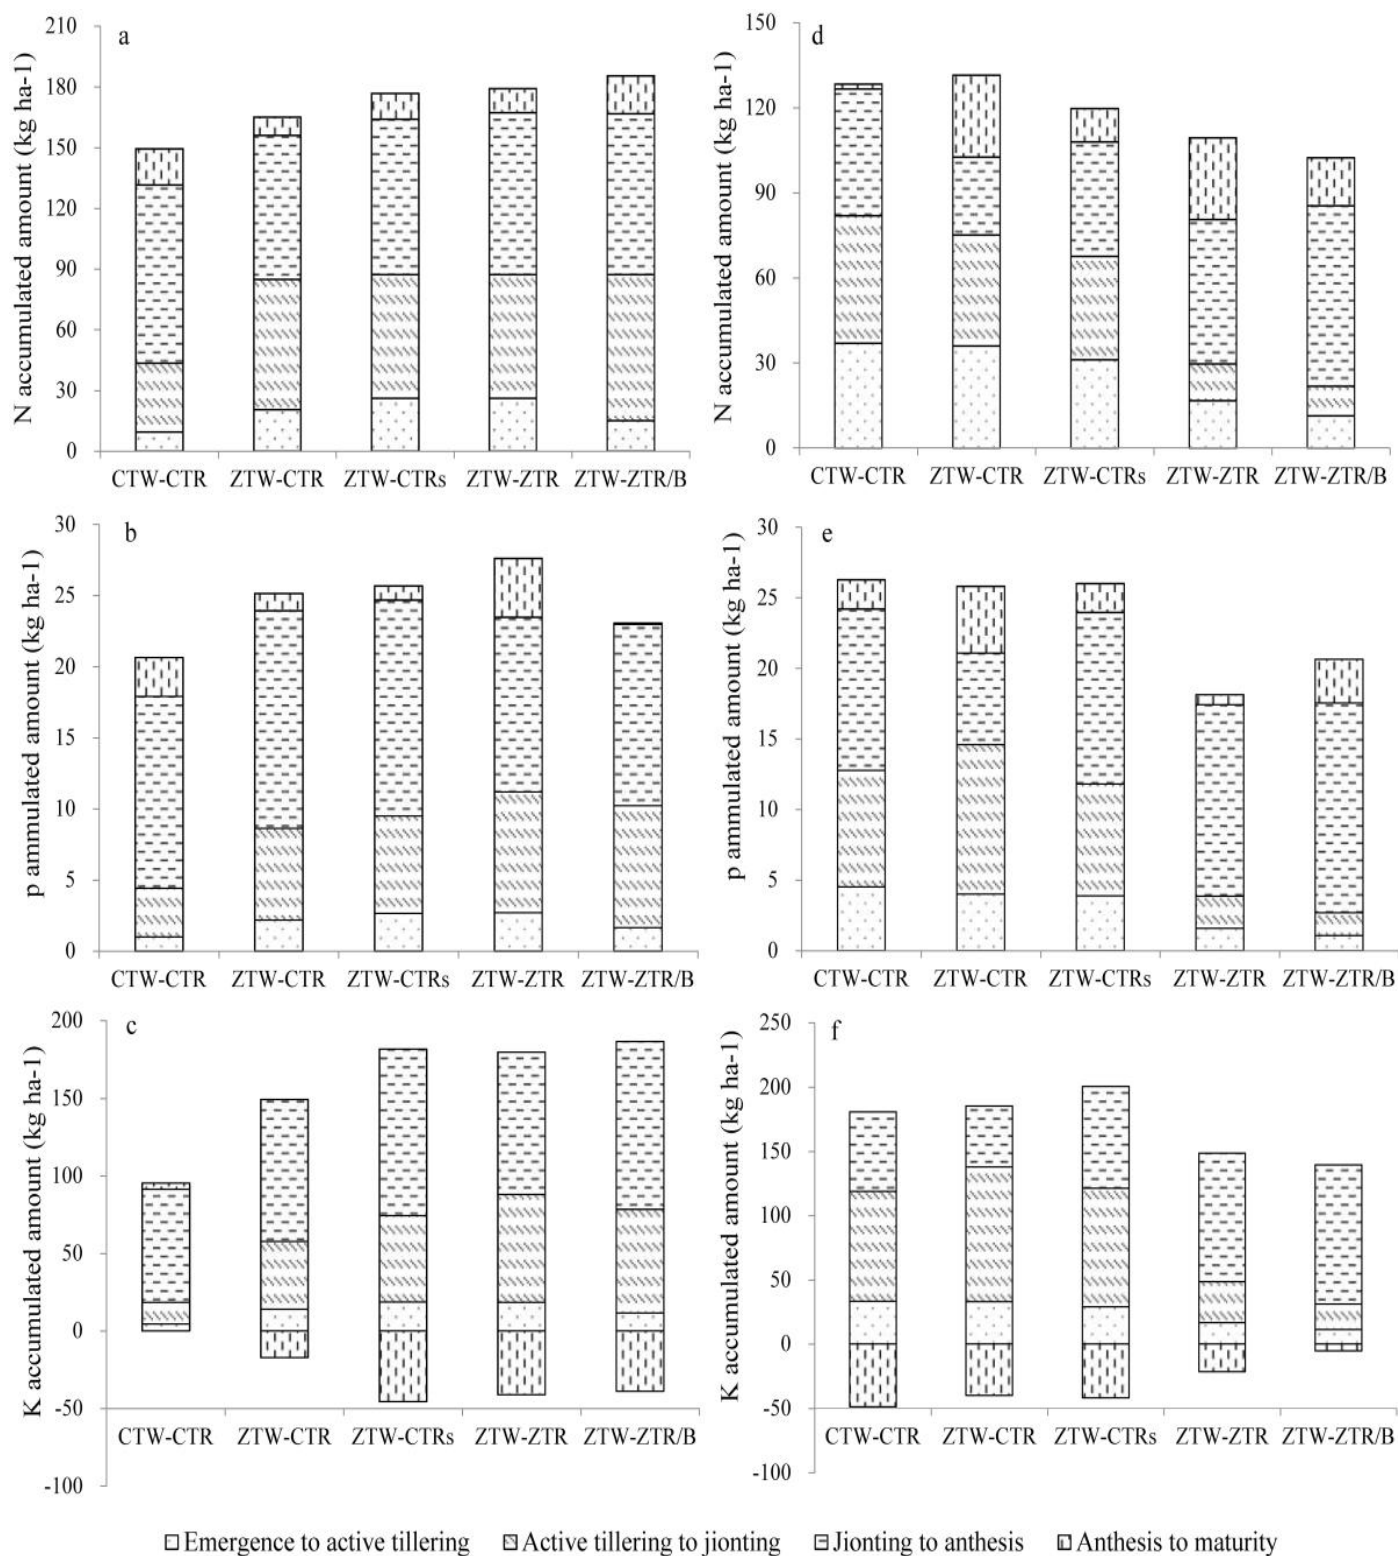 a
N accumulated amount (kg ha-1)
210
180
150
120
90
60
30
0
CTW-CTR ZTW-CTR ZTW-CTRs ZTW-ZTR ZTW-ZTR/B
d
N accumulated amount (kg ha-1)
150
120
90
60
30
0
CTW-CTR ZTW-CTR ZTW-CTRs ZTW-ZTR ZTW-ZTR/B
b
p ammulated amount (kg ha-1)
30
25
20
15
10
5
0
CTW-CTR ZTW-CTR ZTW-CTRs ZTW-ZTR ZTW-ZTR/B
e
p ammulated amount (kg ha-1)
30
25
20
15
10
5
0
CTW-CTR ZTW-CTR ZTW-CTRs ZTW-ZTR ZTW-ZTR/B
c
K accumulated amount (kg ha-1)
200
150
100
50
0
-50
-100
CTW-CTR ZTW-CTR ZTW-CTRs ZTW-ZTR ZTW-ZTR/B
f
K accumulated amount (kg ha-1)
250
200
150
100
50
0
-50
-100
CTW-CTR ZTW-CTR ZTW-CTRs ZTW-ZTR ZTW-ZTR/B
Emergence to active tillering Active tillering to jionting Jionting to anthesis Anthesis to maturity